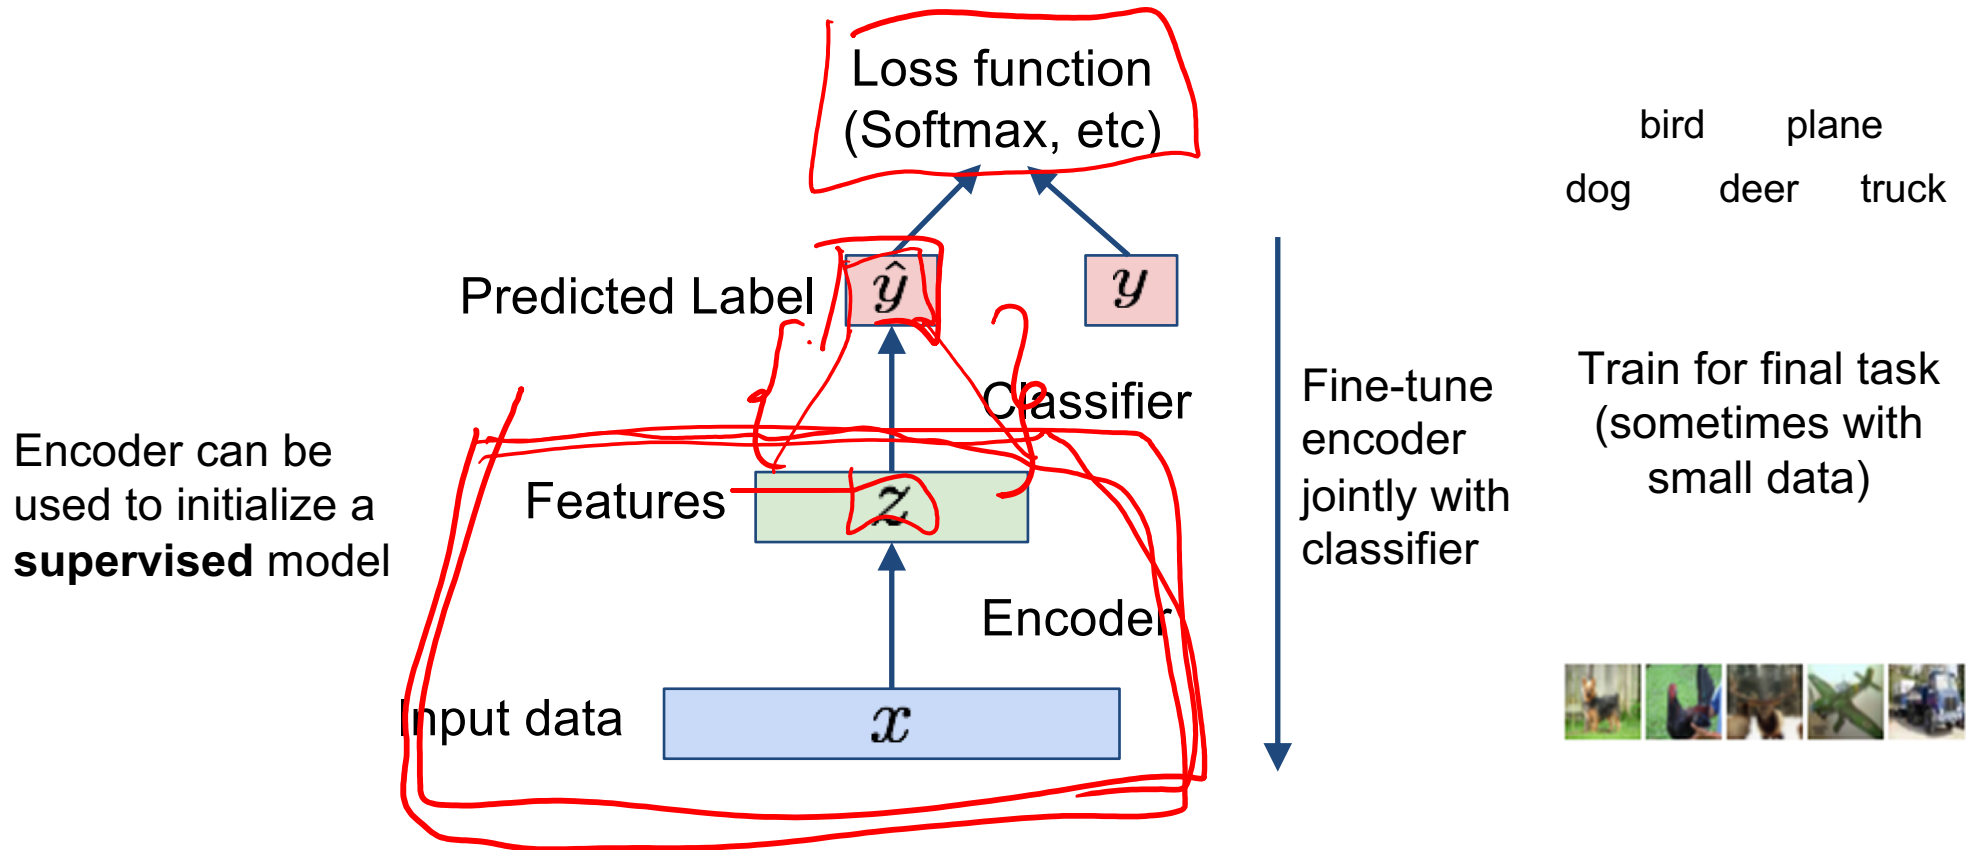 Loss function
(Softmax, etc)
bird plane
dog deer truck
Predicted Label
ŷ
y
Classifier
Encoder can be
used to initialize a
supervised model
Features
z
Encoder
Input data
x
Fine-tune
encoder
jointly with
classifier
Train for final task
(sometimes with
small data)